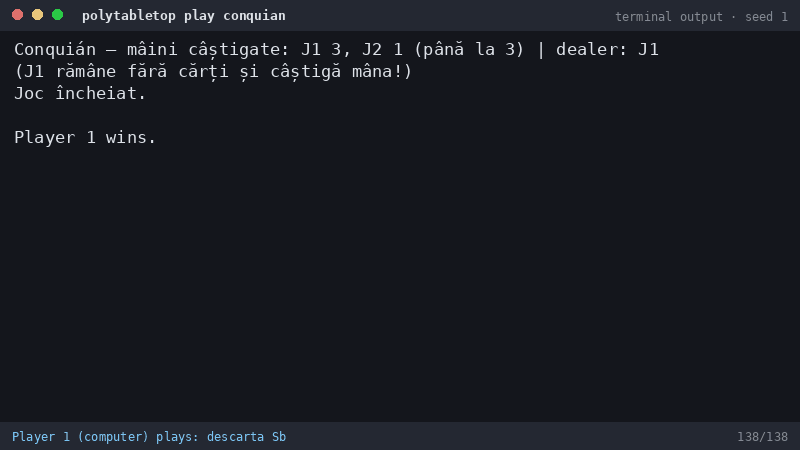 polytabletop play conquian
terminal output · seed 1
Conquián — mâini câștigate: J1 3, J2 1 (până la 3) | dealer: J1
(J1 rămâne fără cărți și câștigă mâna!)
Joc încheiat.
Player 1 wins.
Player 1 (computer) plays: descarta Sb
138/138